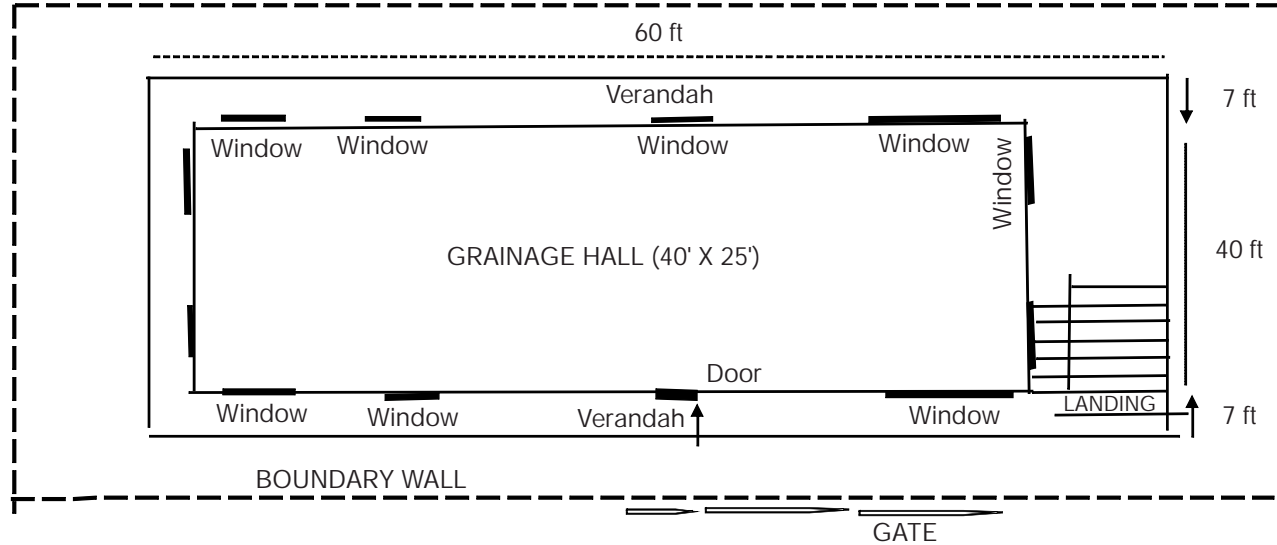 60 ft
Verandah
7 ft
Window
Window
Window
Window
Window
GRAINAGE HALL (40' X 25')
40 ft
Door
Window
Window
Verandah
Window
LANDING
7 ft
BOUNDARY WALL
GATE